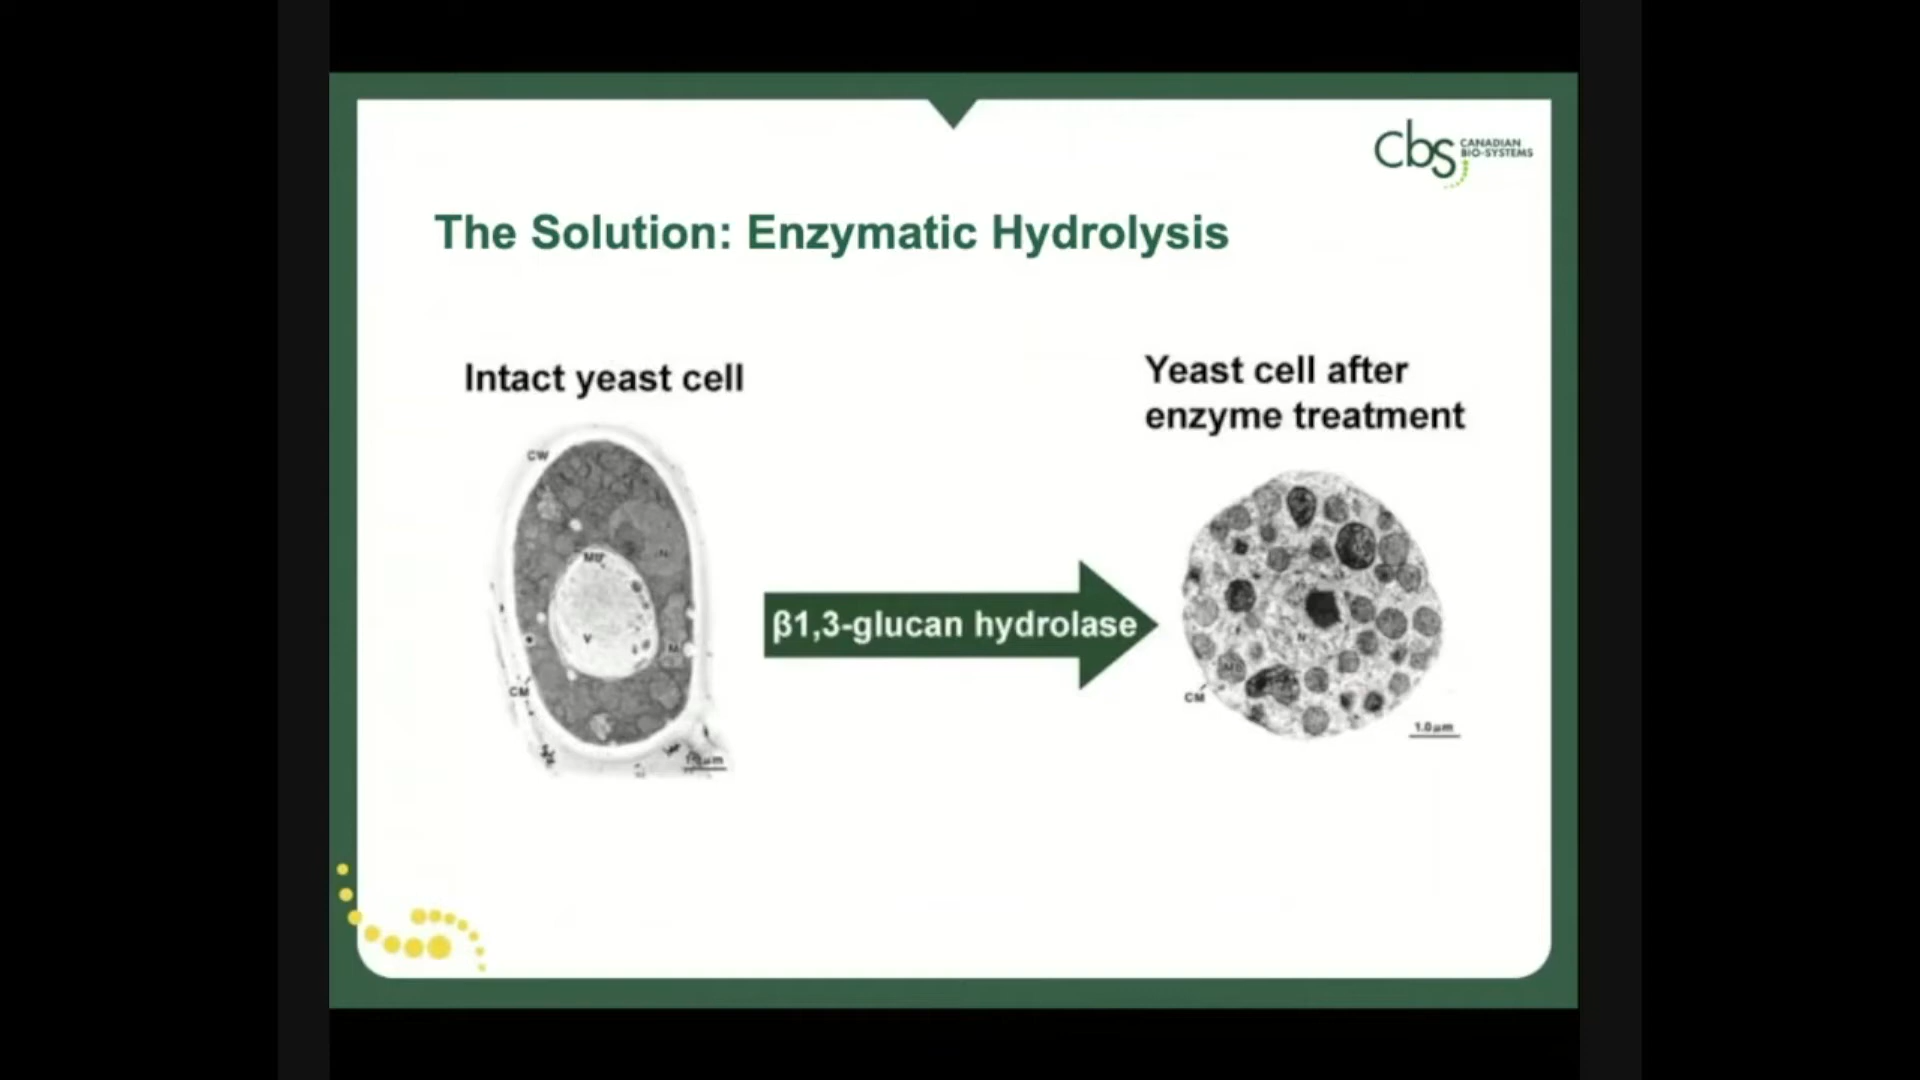 cbs CANADIAN
BIO-SYSTEMS
The Solution: Enzymatic Hydrolysis
Intact yeast cell
Yeast cell after
enzyme treatment
CW
N
Mt
V
M
CM
β1,3-glucan hydrolase
N
CM
1.0µm